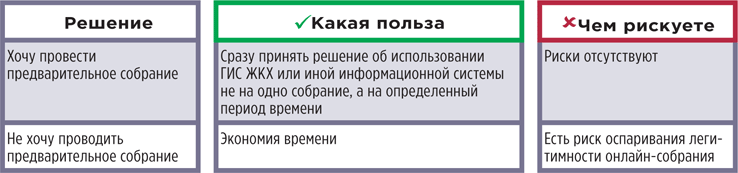 Решение
✓Какая польза
✗Чем рискуете
Хочу провести
предварительное собрание
Сразу принять решение об использовании
ГИС ЖКХ или иной информационной системы
не на одно собрание, а на определенный
период времени
Риски отсутствуют
Не хочу проводить
предварительное собрание
Экономия времени
Есть риск оспаривания леги-
тимности онлайн-собрания